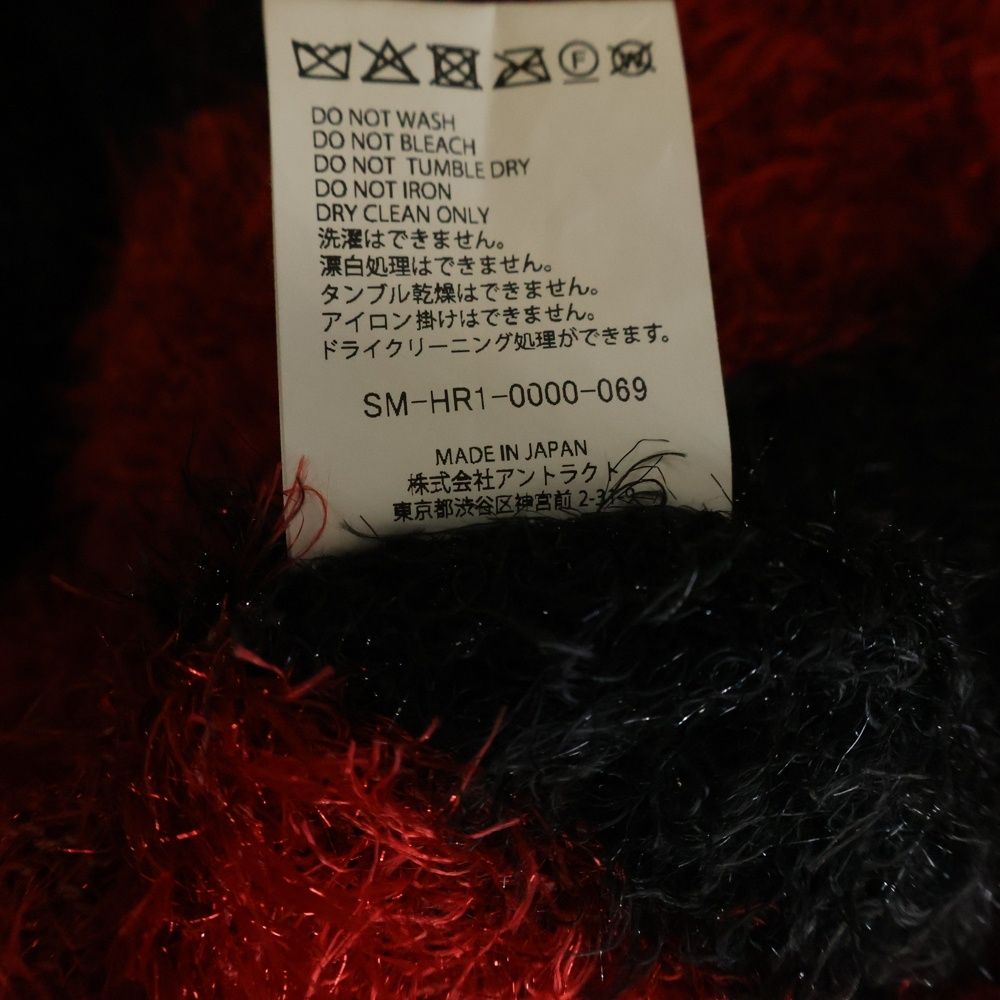 DO NOT WASH
DO NOT BLEACH
DO NOT TUMBLE DRY
DO NOT IRON
DRY CLEAN ONLY
洗濯はできません。
漂白処理はできません。
タンブル乾燥はできません。
アイロン掛けはできません。
ドライクリーニング処理ができます。
SM-HR1-0000-069
MADE IN JAPAN
株式会社アントラクト
東京都渋谷区神宮前 2-31-9